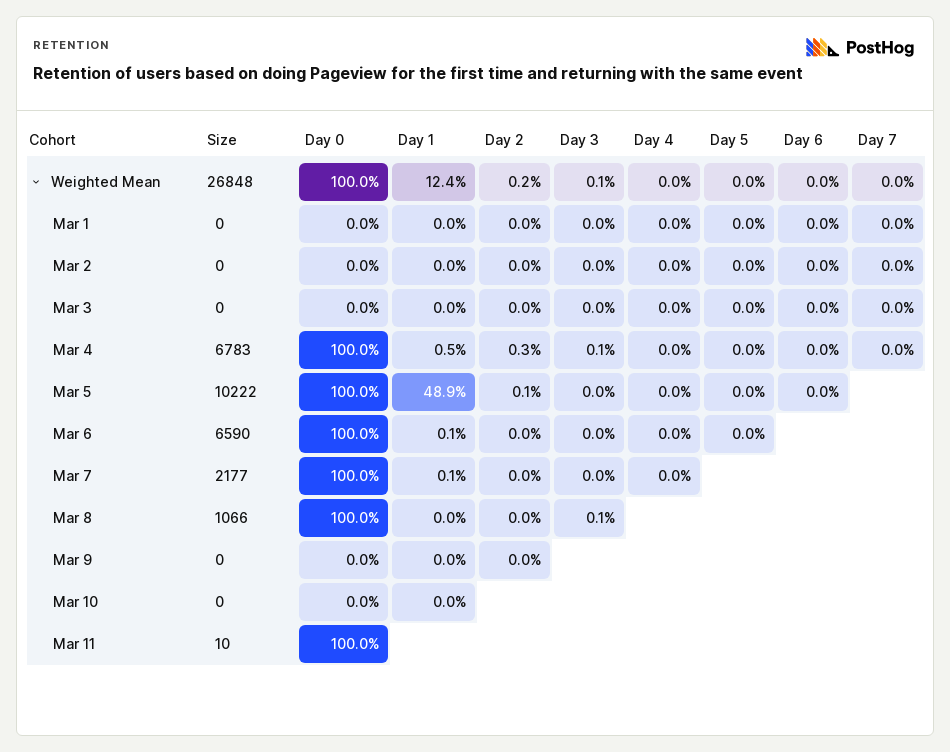 RETENTION
PostHog
Retention of users based on doing Pageview for the first time and returning with the same event
Cohort Size Day 0 Day 1 Day 2 Day 3 Day 4 Day 5 Day 6 Day 7
Weighted Mean 26848 100.0% 12.4% 0.2% 0.1% 0.0% 0.0% 0.0% 0.0%
Mar 1 0 0.0% 0.0% 0.0% 0.0% 0.0% 0.0% 0.0% 0.0%
Mar 2 0 0.0% 0.0% 0.0% 0.0% 0.0% 0.0% 0.0% 0.0%
Mar 3 0 0.0% 0.0% 0.0% 0.0% 0.0% 0.0% 0.0% 0.0%
Mar 4 6783 100.0% 0.5% 0.3% 0.1% 0.0% 0.0% 0.0% 0.0%
Mar 5 10222 100.0% 48.9% 0.1% 0.0% 0.0% 0.0% 0.0%
Mar 6 6590 100.0% 0.1% 0.0% 0.0% 0.0% 0.0%
Mar 7 2177 100.0% 0.1% 0.0% 0.0% 0.0%
Mar 8 1066 100.0% 0.0% 0.0% 0.1%
Mar 9 0 0.0% 0.0% 0.0%
Mar 10 0 0.0% 0.0%
Mar 11 10 100.0%